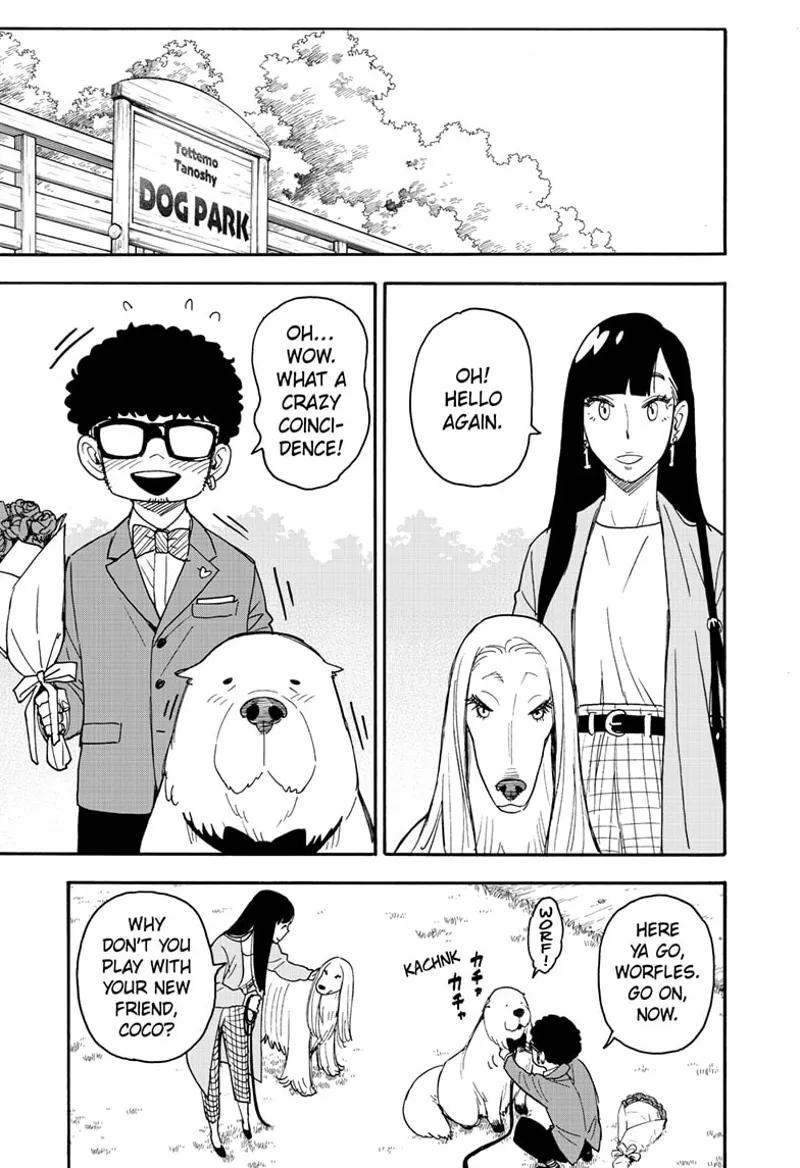 Tottemo
Tanoshy
DOG PARK
OH!
HELLO
AGAIN.
OH...
WOW.
WHAT A
CRAZY
COINCI-
DENCE!
HERE
YA GO,
WORFLES.
GO ON,
NOW.
WORF!
カチャ
カチャ
KACHNK
WHY
DON'T YOU
PLAY WITH
YOUR NEW
FRIEND,
COCO?